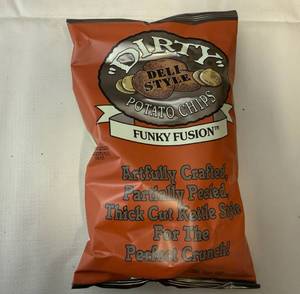 "DIRTY"
DELI
STYLE
POTATO CHIPS
FUNKY FUSION™
Artfully Crafted,
Partially Peeled,
Thick Cut Kettle Style
For The
Perfect Crunch!